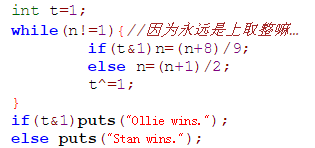 int t=1;
while(n!=1){//因为永远是上取整嘛…
if(t&1)n=(n+8)/9;
else n=(n+1)/2;
t^=1;
}
if(t&1)puts("Ollie wins.");
else puts("Stan wins.");